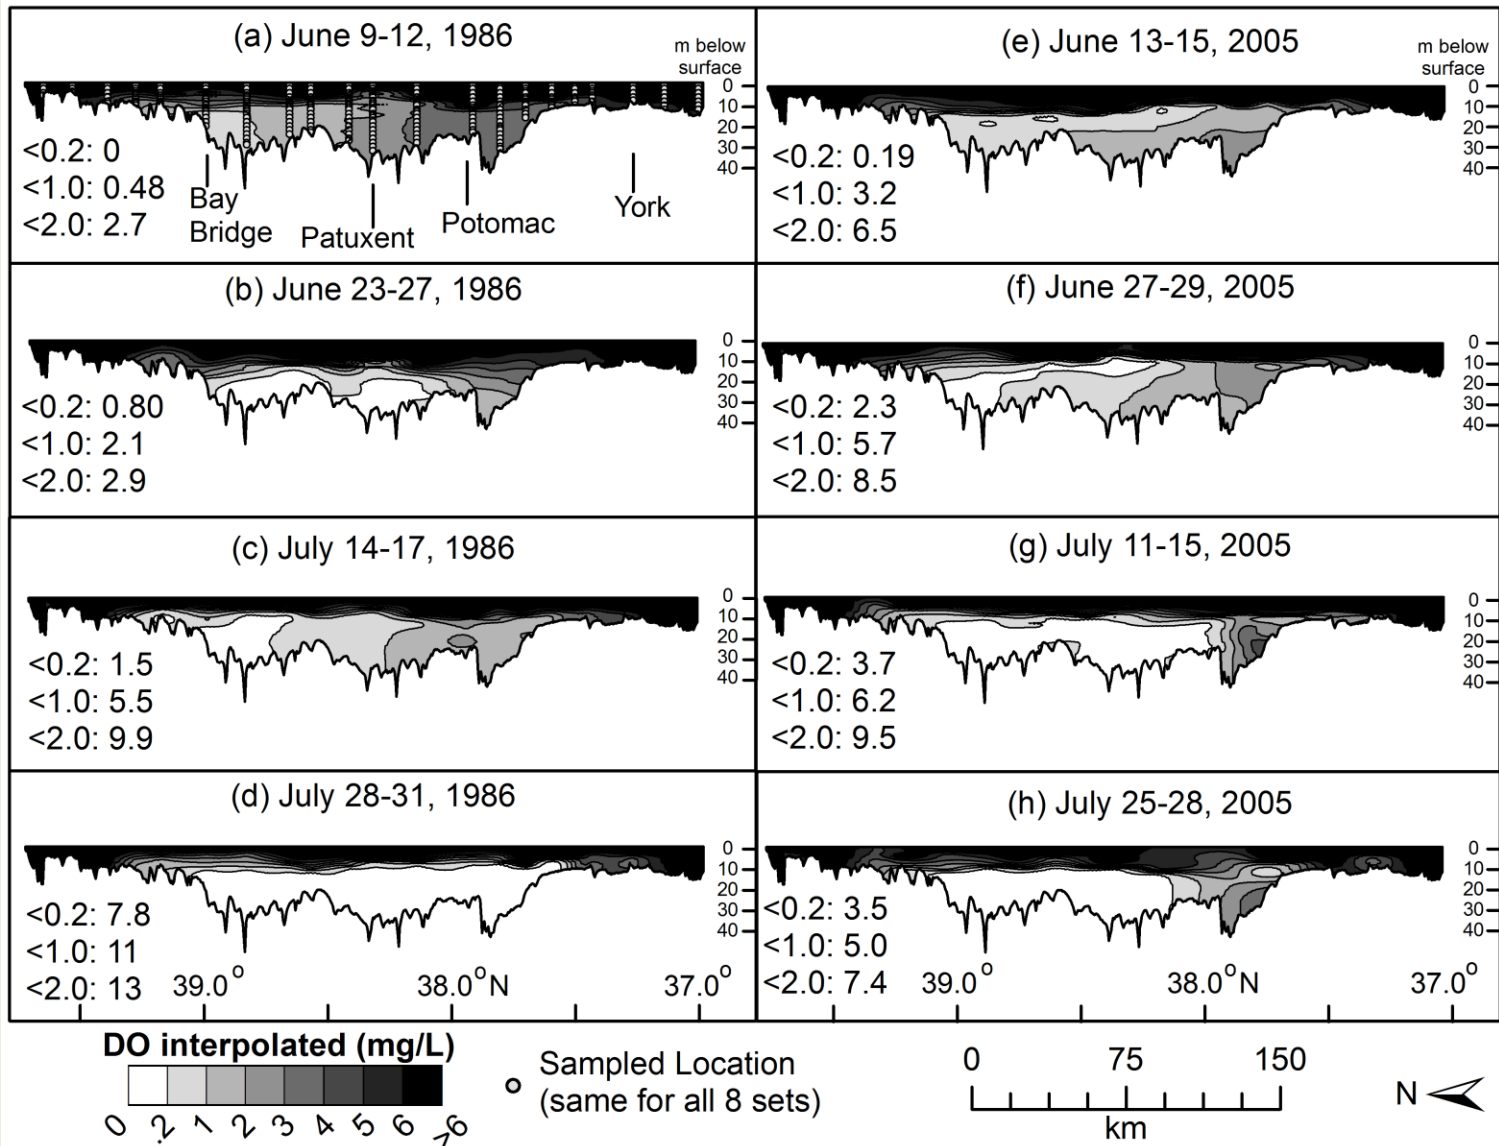 (a) June 9-12, 1986
m below
surface
0
10
20
30
40
<0.2: 0
<1.0: 0.48
<2.0: 2.7
Bay
Bridge
Patuxent
Potomac
York
(e) June 13-15, 2005
m below
surface
0
10
20
30
40
<0.2: 0.19
<1.0: 3.2
<2.0: 6.5
(b) June 23-27, 1986
0
10
20
30
40
<0.2: 0.80
<1.0: 2.1
<2.0: 2.9
(f) June 27-29, 2005
0
10
20
30
40
<0.2: 2.3
<1.0: 5.7
<2.0: 8.5
(c) July 14-17, 1986
0
10
20
30
40
<0.2: 1.5
<1.0: 5.5
<2.0: 9.9
(g) July 11-15, 2005
0
10
20
30
40
<0.2: 3.7
<1.0: 6.2
<2.0: 9.5
(d) July 28-31, 1986
0
10
20
30
40
<0.2: 7.8
<1.0: 11
<2.0: 13
39.0° 38.0°N 37.0°
(h) July 25-28, 2005
0
10
20
30
40
<0.2: 3.5
<1.0: 5.0
<2.0: 7.4
39.0° 38.0°N 37.0°
DO interpolated (mg/L)
0 .2 1 2 3 4 5 6 >6
Sampled Location
(same for all 8 sets)
0 75 150
km
N